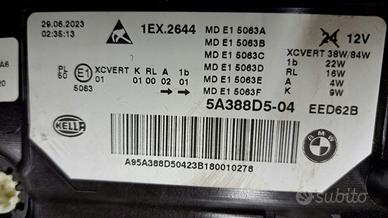 29.06.2023
02:35:13
1EX.2644
MD E1 5063A
MD E1 5063B
MD E1 5063C
MD E1 5063D
MD E1 5063E
MD E1 5063F
24 12V
XCVERT 38W/84W
1b 22W
RL 16W
A 4W
K 9W
PL
50
E1
5063
XCVERT K RL A 1b
01 01 00 02 01
5A388D5-04
EED62B
HELLA
BMW
A95A388D50423B180010278
subito